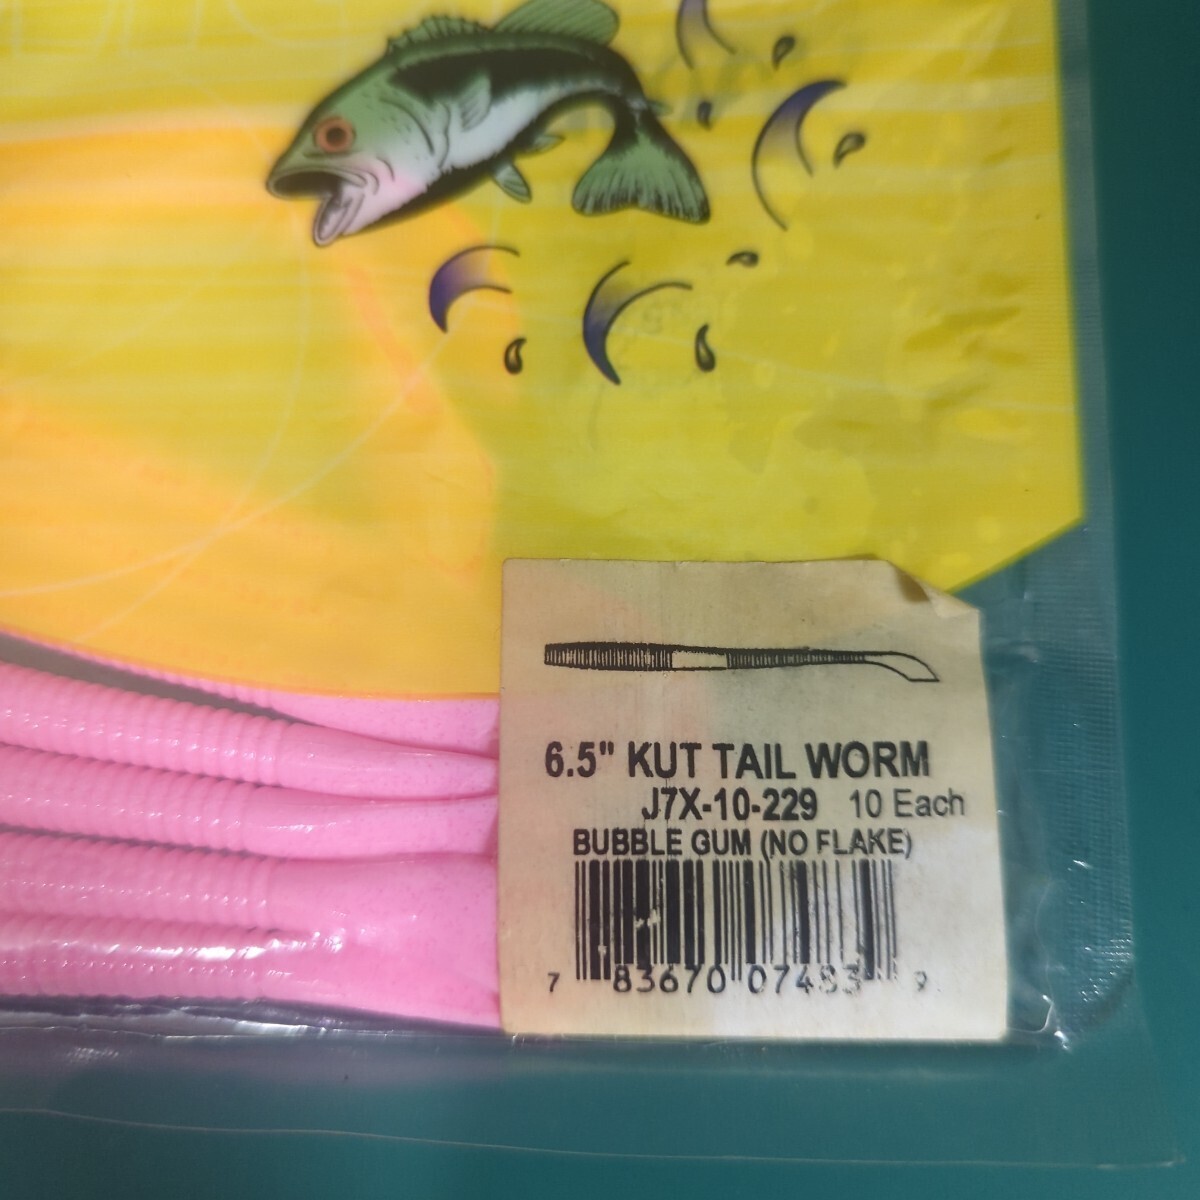 6.5" KUT TAIL WORM
J7X-10-229 10 Each
BUBBLE GUM (NO FLAKE)
7 83670 07483 9